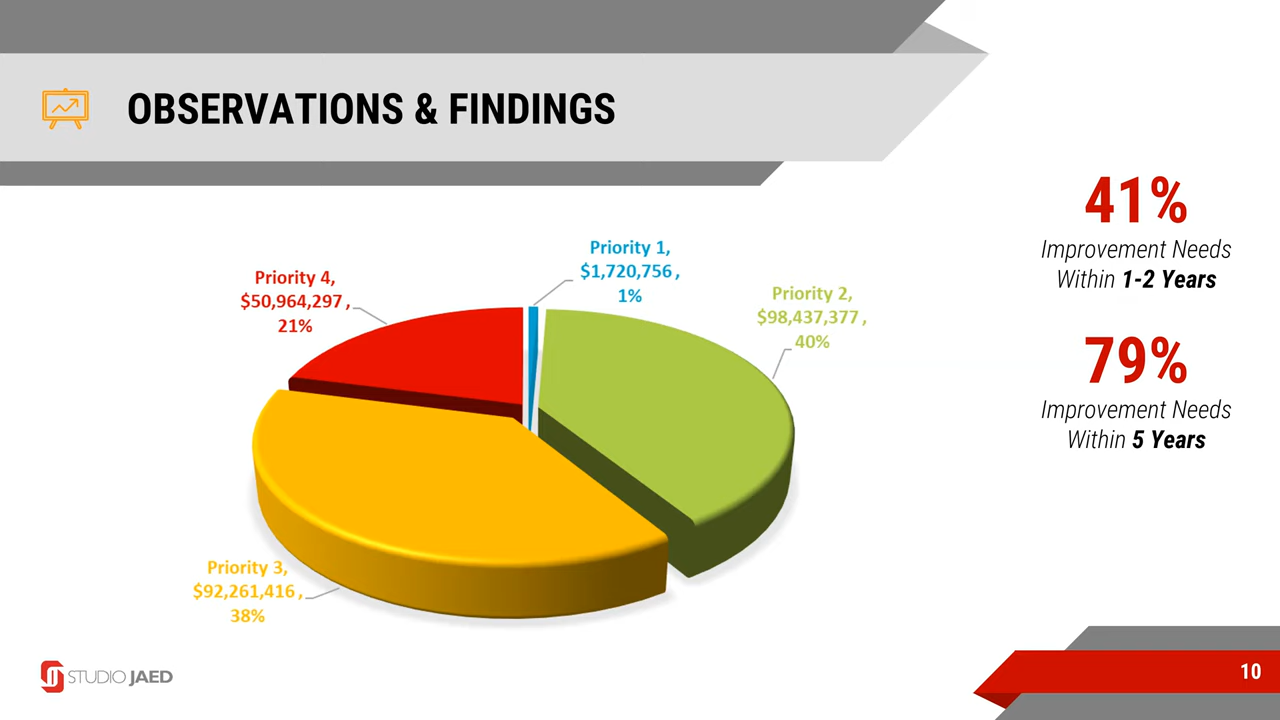 OBSERVATIONS & FINDINGS
41%
Improvement Needs
Within 1-2 Years
79%
Improvement Needs
Within 5 Years
Priority 1,
$1,720,756 ,
1%
Priority 2,
$98,437,377 ,
40%
Priority 4,
$50,964,297 ,
21%
Priority 3,
$92,261,416 ,
38%
STUDIO JAED
10